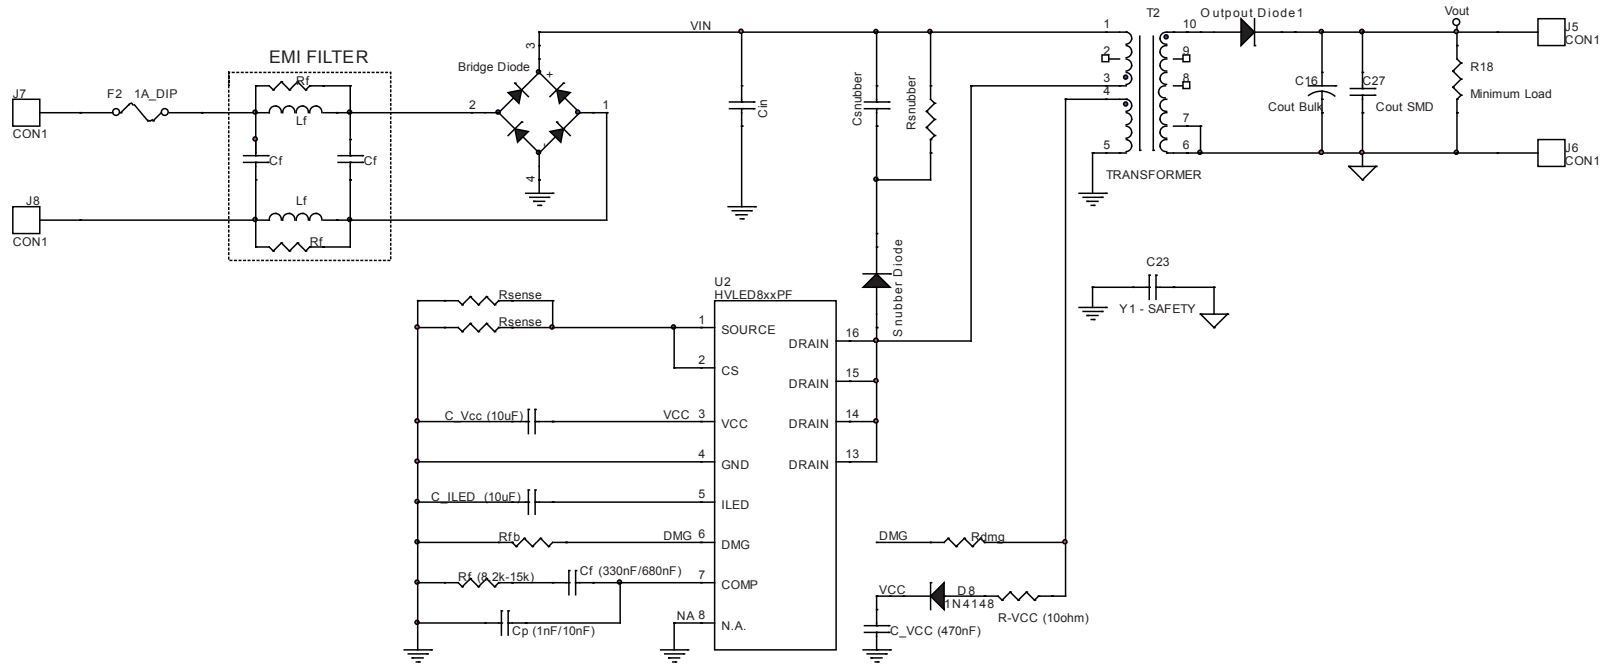 VIN
1
T2
10
Outpout Diode1
Vout
J5
CON1
EMI FILTER
Bridge Diode
3
+
2
9
R18
Minimum Load
Rf
F2 1A_DIP
J7
CON1
Lf
2
1
Cin
Csnubber
Rsnubber
3
4
8
C16
Cout Bulk
C27
Cout SMD
7
Cf
Cf
-
5
6
J6
CON1
4
TRANSFORMER
J8
CON1
Lf
Rf
Snubber Diode
C23
Y1 - SAFETY
U2
HVLED8xxPF
Rsense
Rsense
1
SOURCE
16
DRAIN
2
CS
15
DRAIN
C_Vcc (10uF)
VCC 3
VCC
14
DRAIN
4
GND
13
DRAIN
C_ILED (10uF)
5
ILED
Rfb
DMG 6
DMG
DMG
Rdmg
Rf (8.2k-15k)
Cf (330nF/680nF)
7
COMP
VCC
D8
1N4148
R-VCC (10ohm)
Cp (1nF/10nF)
NA 8
N.A.
C_VCC (470nF)